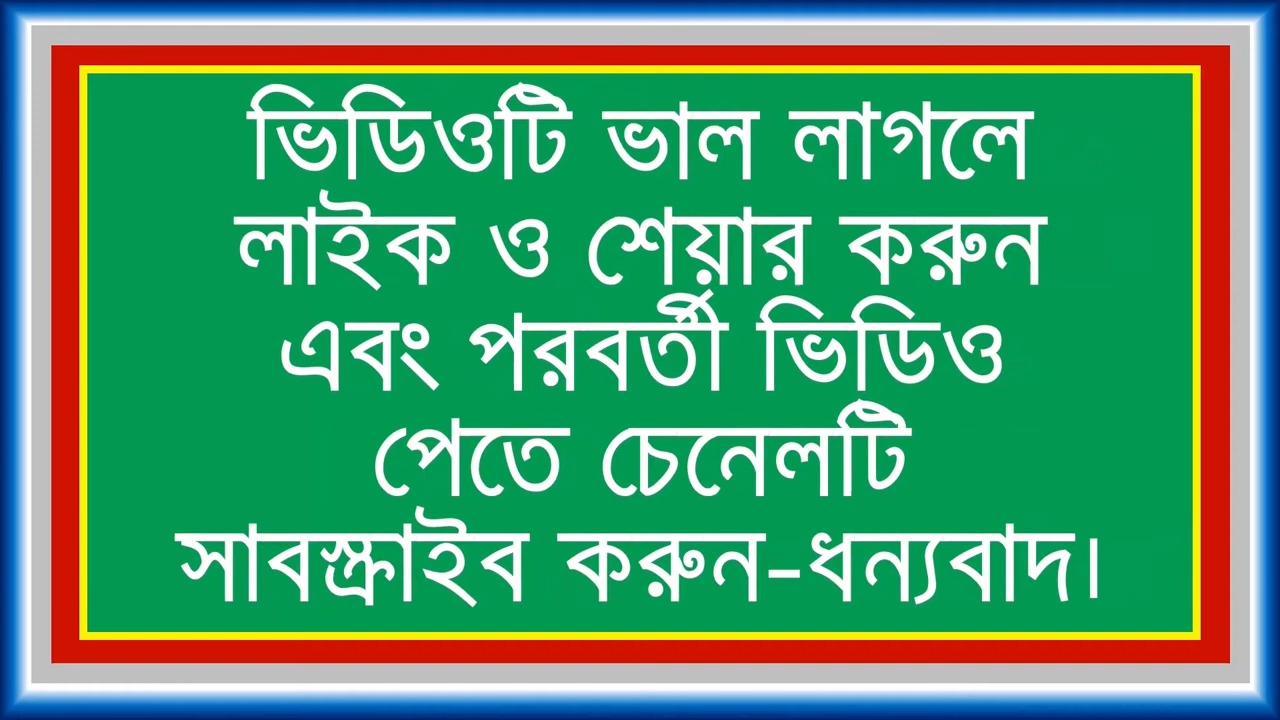 ভিডিওটি ভাল লাগলে
লাইক ও শেয়ার করুন
এবং পরবর্তী ভিডিও
পেতে চেনেলটি
সাবস্ক্রাইব করুন-ধন্যবাদ।